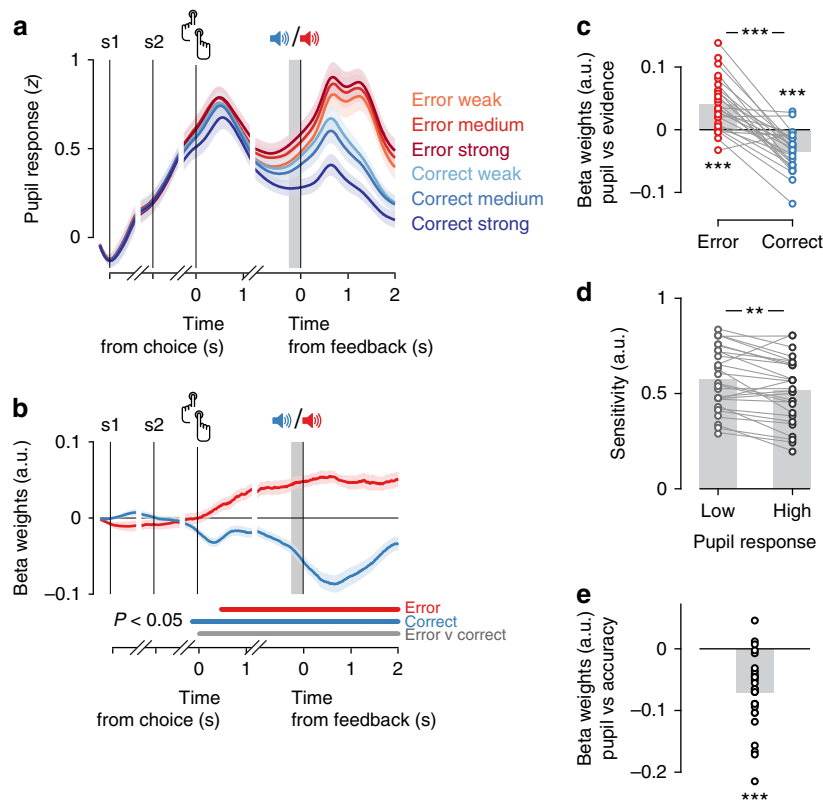 a
s1
s2
/
1
0.5
0
Pupil response (z)
Error weak
Error medium
Error strong
Correct weak
Correct medium
Correct strong
0
1
0
1
2
Time
from choice (s)
Time
from feedback (s)
b
s1
s2
/
0.1
0
–0.1
Beta weights (a.u.)
P < 0.05
Error
Correct
Error v correct
0
1
0
1
2
Time
from choice (s)
Time
from feedback (s)
c
***
***
***
0.1
0
–0.1
Beta weights (a.u.)
pupil vs evidence
Error
Correct
d
**
1
0.5
0
Sensitivity (a.u.)
Low
High
Pupil response
e
0
–0.1
–0.2
Beta weights (a.u.)
pupil vs accuracy
***